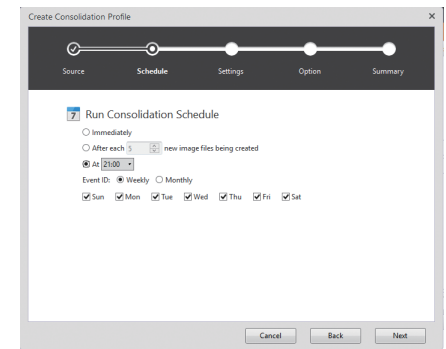 Create Consolidation Profile
Source Schedule Settings Option Summary
7 Run Consolidation Schedule
Immediately
After each 5 new image files being created
At 21:00
Event ID: Weekly Monthly
Sun Mon Tue Wed Thu Fri Sat
Cancel Back Next